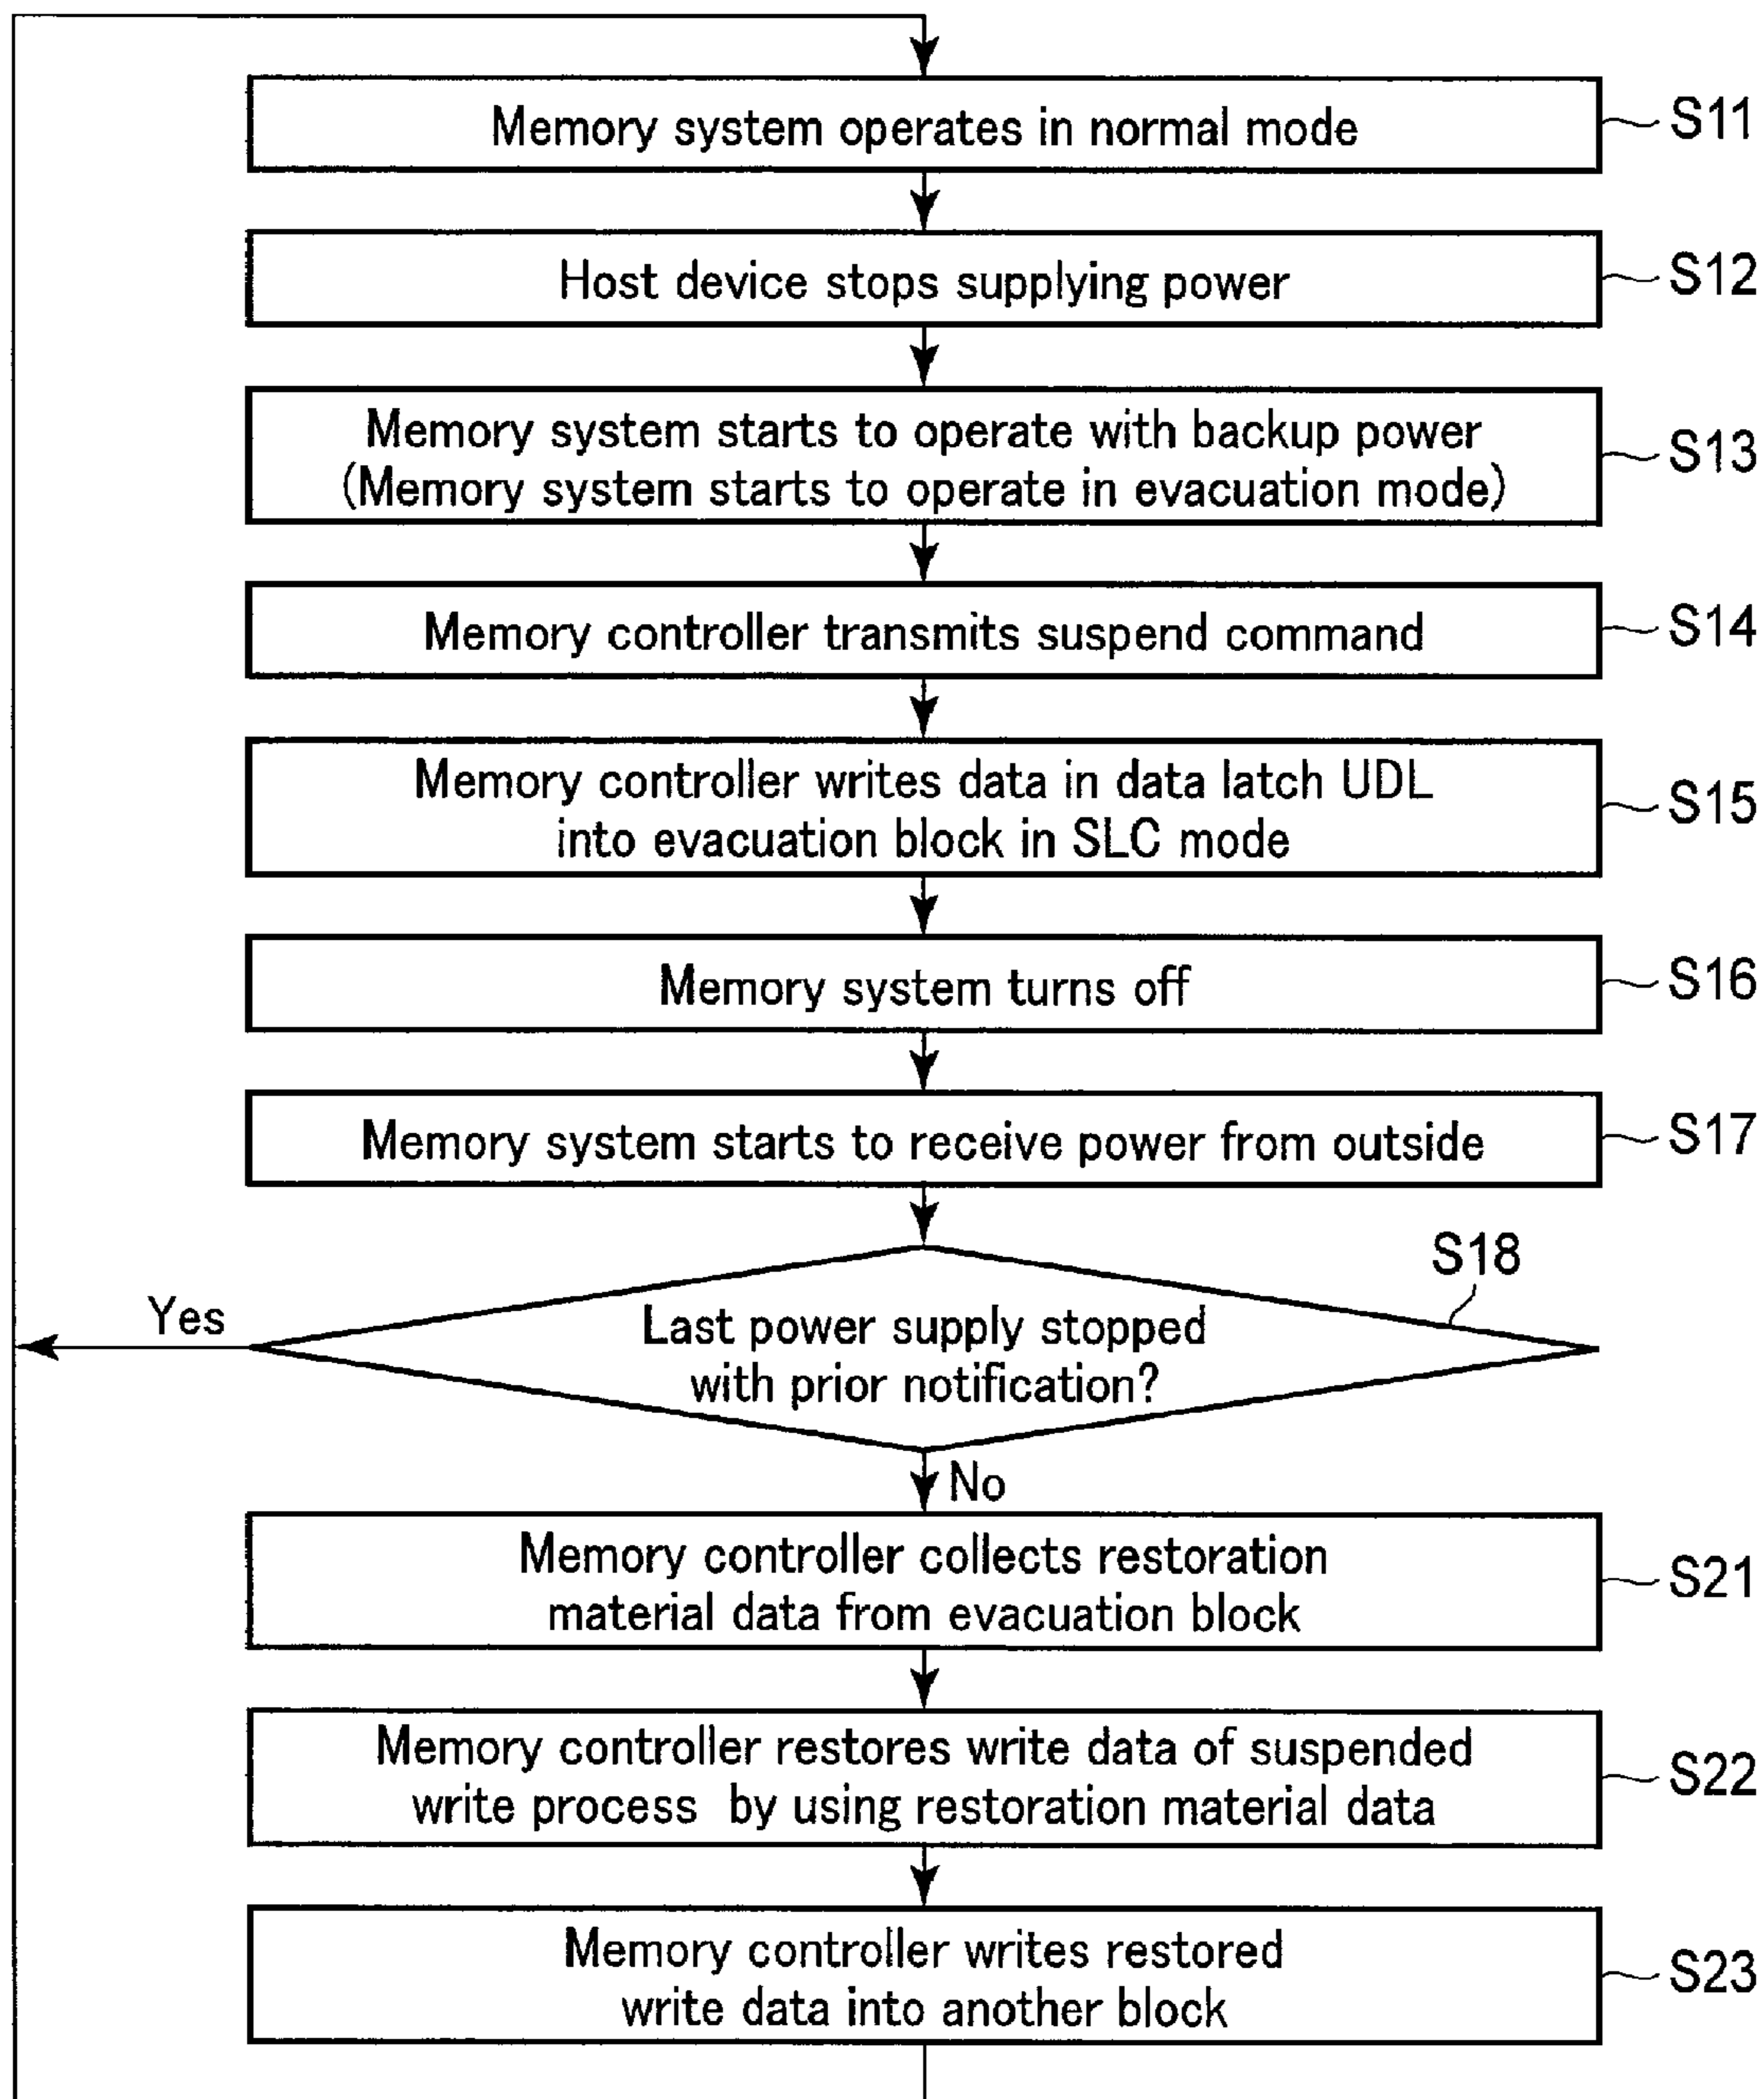 Memory system operates in normal mode
S11
Host device stops supplying power
S12
Memory system starts to operate with backup power
(Memory system starts to operate in evacuation mode)
S13
Memory controller transmits suspend command
S14
Memory controller writes data in data latch UDL
into evacuation block in SLC mode
S15
Memory system turns off
S16
Memory system starts to receive power from outside
S17
S18
Yes
Last power supply stopped
with prior notification?
No
Memory controller collects restoration
material data from evacuation block
S21
Memory controller restores write data of suspended
write process by using restoration material data
S22
Memory controller writes restored
write data into another block
S23